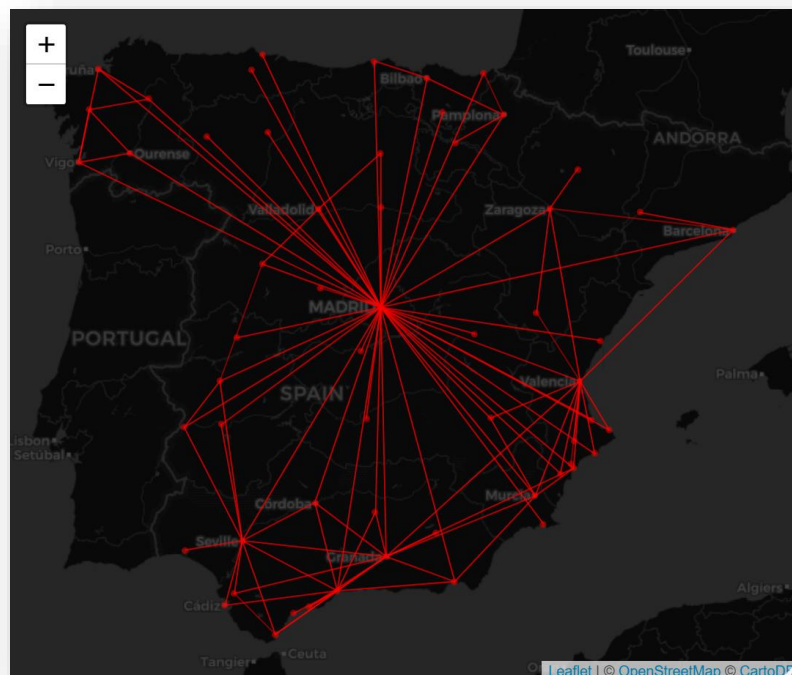 +
−
Toulouse
Bilbao
Pamplona
ANDORRA
Vigo
Ourense
Valladolid
Zaragoza
Barcelona
Porto
MADRID
PORTUGAL
Palma
Valencia
SPAIN
Lisbon
Setúbal
Murcia
Córdoba
Seville
Granada
Cádiz
Algiers
Ceuta
Tangier
Leaflet | © OpenStreetMap © CartoDB